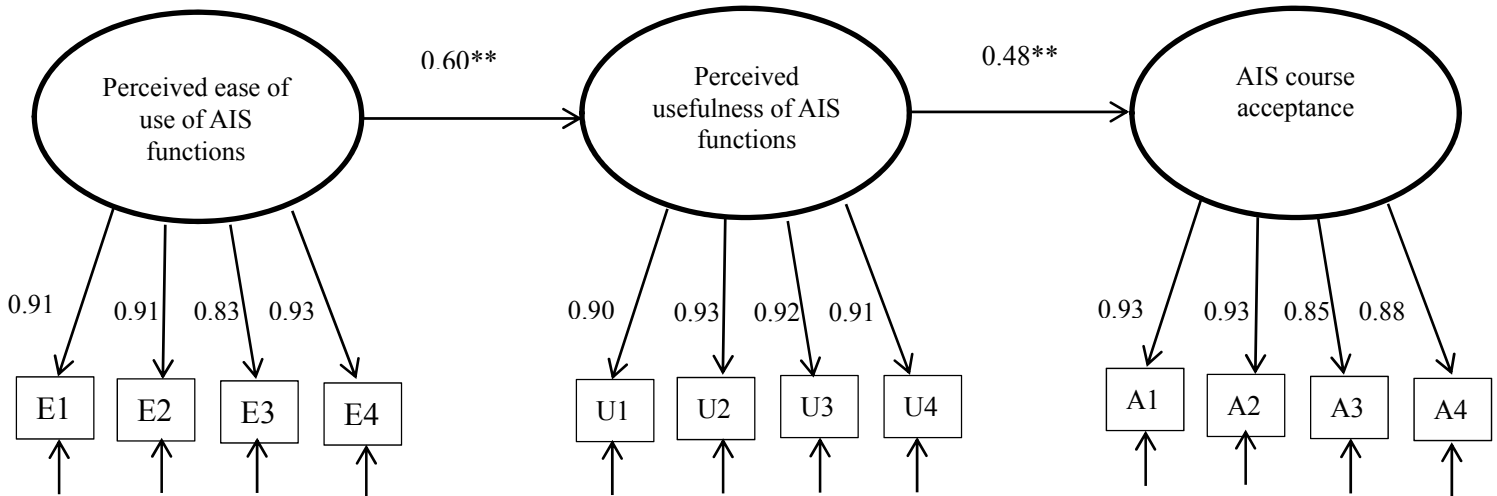 0.60**
0.48**
Perceived ease of
use of AIS
functions
Perceived
usefulness of AIS
functions
AIS course
acceptance
0.91
0.91
0.83
0.93
0.90
0.93
0.92
0.91
0.93
0.93
0.85
0.88
E1
E2
E3
E4
U1
U2
U3
U4
A1
A2
A3
A4